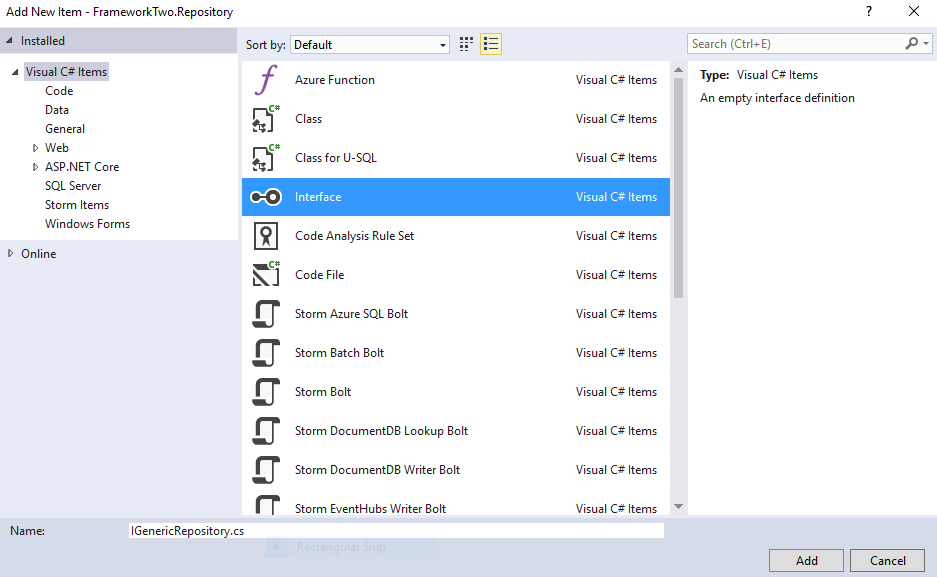 Add New Item - FrameworkTwo.Repository
?
Installed
Sort by: Default
Search (Ctrl+E)
Visual C# Items
Code
Data
General
Web
ASP.NET Core
SQL Server
Storm Items
Windows Forms
Online
Azure Function Visual C# Items
C# Class Visual C# Items
C# Class for U-SQL Visual C# Items
Interface Visual C# Items
Code Analysis Rule Set Visual C# Items
C# Code File Visual C# Items
Storm Azure SQL Bolt Visual C# Items
Storm Batch Bolt Visual C# Items
Storm Bolt Visual C# Items
Storm DocumentDB Lookup Bolt Visual C# Items
Storm DocumentDB Writer Bolt Visual C# Items
Storm EventHubs Writer Bolt Visual C# Items
Type: Visual C# Items
An empty interface definition
Name: IGenericRepository.cs
Rectangular Snip
Add Cancel